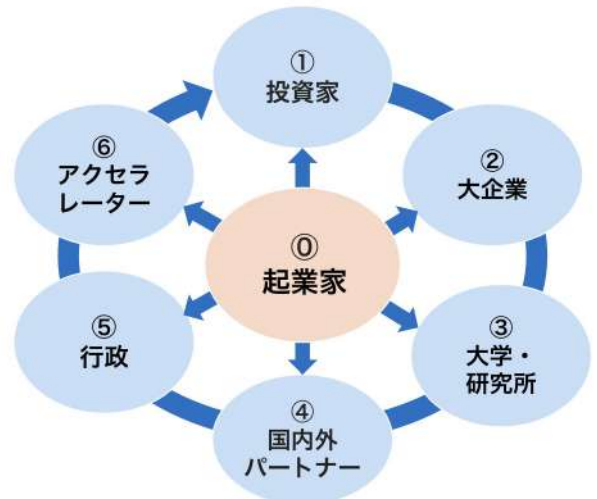 ①
投資家
②
大企業
③
大学・
研究所
④
国内外
パートナー
⑤
行政
⑥
アクセラ
レーター
⓪
起業家